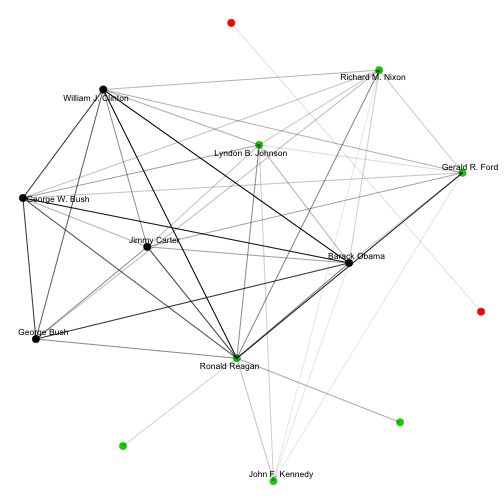 Richard M. Nixon
William J. Clinton
Lyndon B. Johnson
Gerald R. Ford
George W. Bush
Jimmy Carter
Barack Obama
George Bush
Ronald Reagan
John F. Kennedy